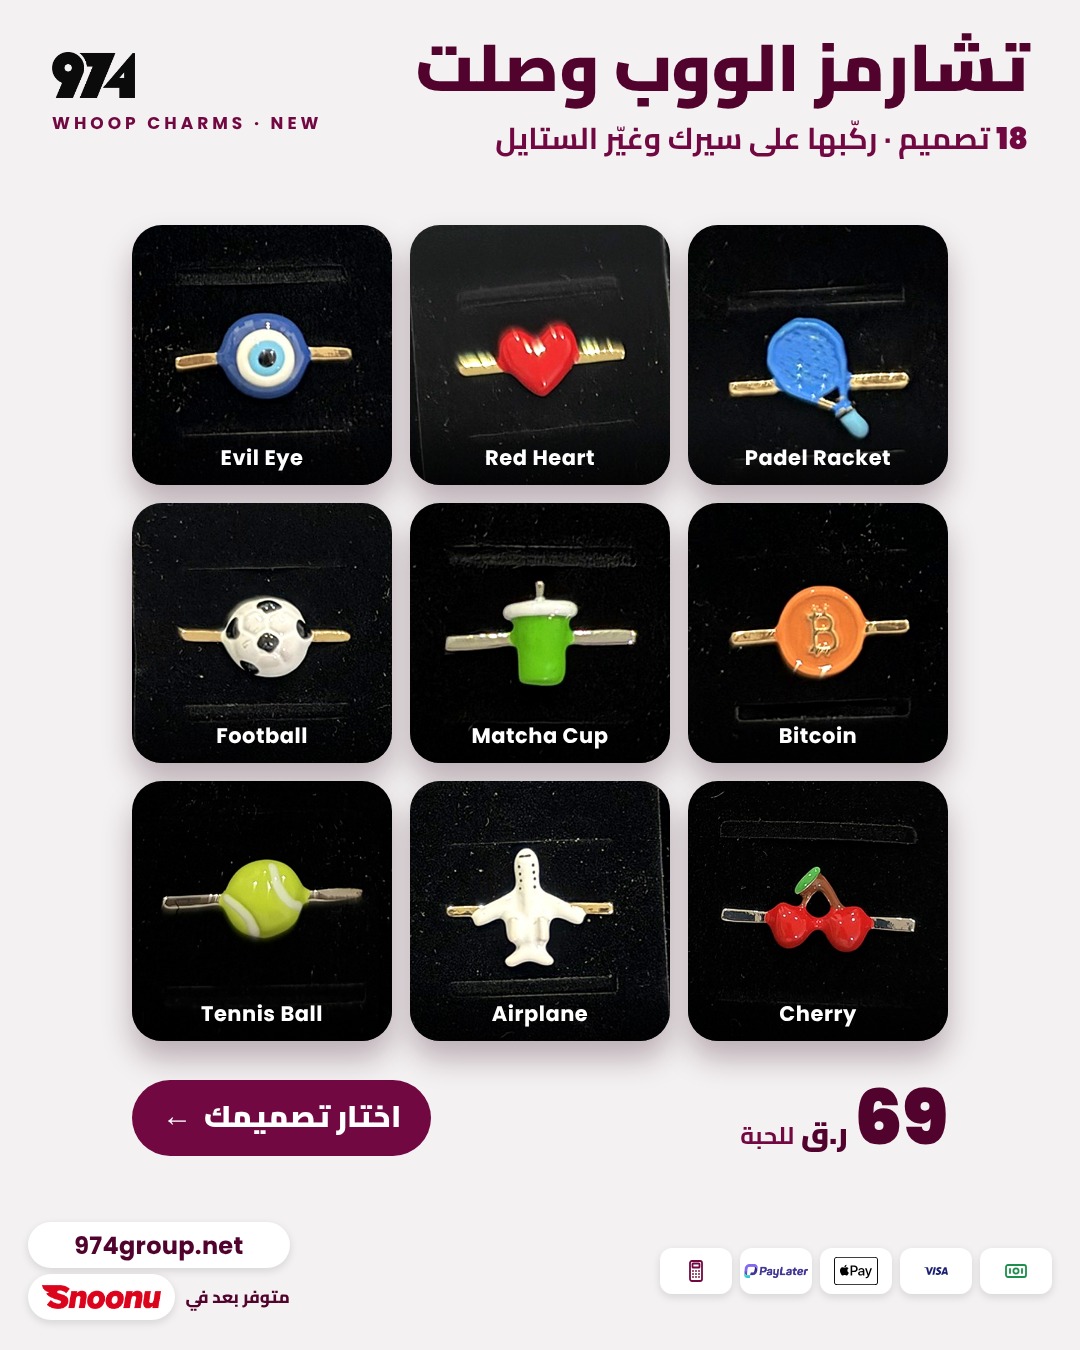 تشارمز الووب وصلت
18 تصميم · ركّبها على سيرك وغيّر الستايل
974
WHOOP CHARMS · NEW
Evil Eye
Red Heart
Padel Racket
Football
Matcha Cup
Bitcoin
Tennis Ball
Airplane
Cherry
69 ر.ق للحبة
اختار تصميمك ←
974group.net
متوفر بعد في Snoonu
PayLater
Pay
VISA